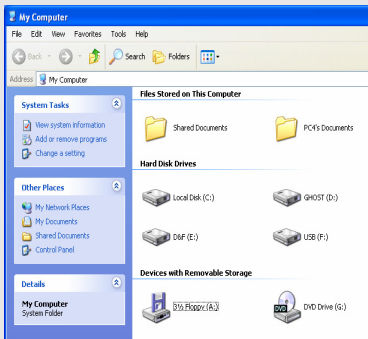 My Computer
File Edit View Favorites Tools Help
Back Search Folders
Address My Computer
System Tasks
View system information
Add or remove programs
Change a setting
Other Places
My Network Places
My Documents
Shared Documents
Control Panel
Details
My Computer
System Folder
Files Stored on This Computer
Shared Documents PC4's Documents
Hard Disk Drives
Local Disk (C:) GHOST (D:)
D&F (E:) USB (F:)
Devices with Removable Storage
3½ Floppy (A:) DVD Drive (G:)
DVD